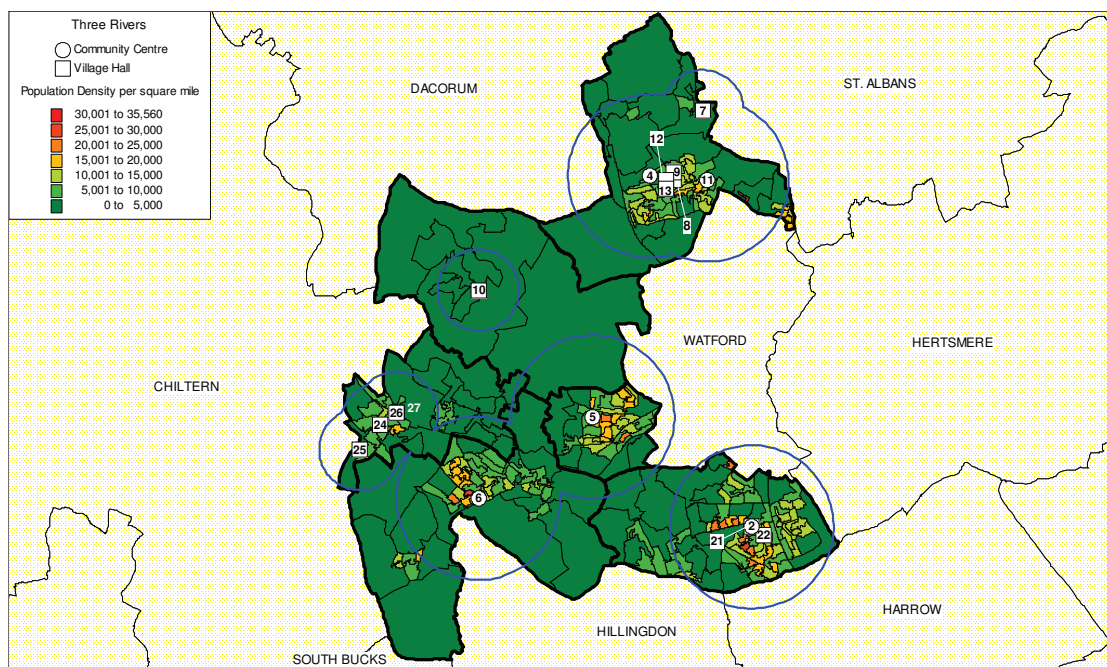 Three Rivers
Community Centre
Village Hall
Population Density per square mile
30,001 to 35,560
25,001 to 30,000
20,001 to 25,000
15,001 to 20,000
10,001 to 15,000
5,001 to 10,000
0 to 5,000
DACORUM
ST. ALBANS
7
12
9
4
11
13
8
10
WATFORD
HERTSMERE
CHILTERN
27
26
5
24
25
6
2
22
21
HARROW
HILLINGDON
SOUTH BUCKS